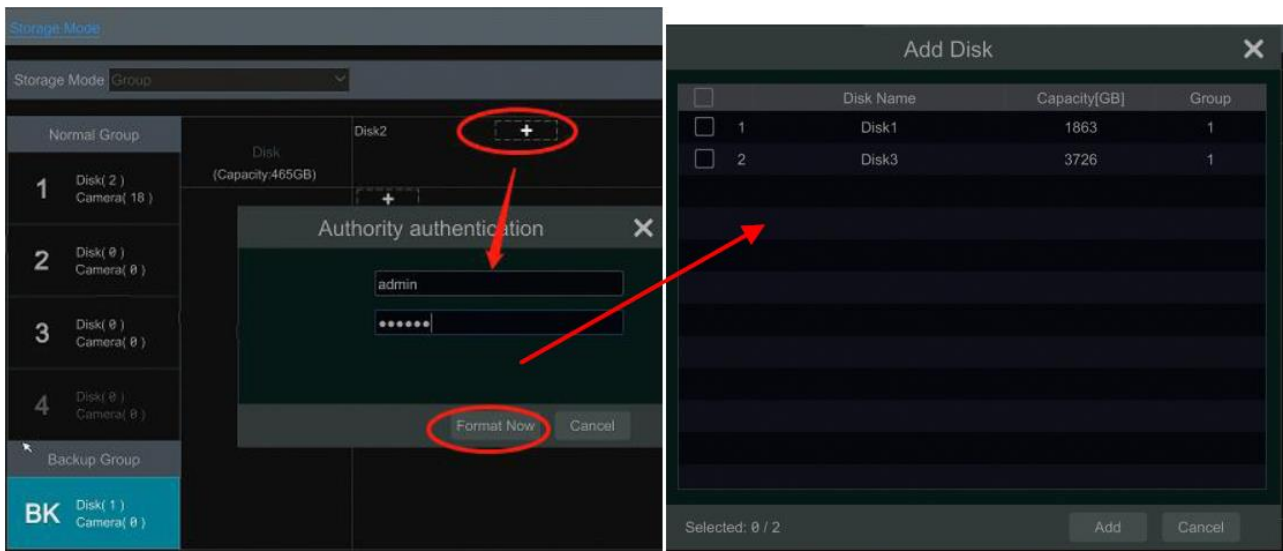 Storage Mode
Storage Mode Group
Normal Group
1 Disk( 2 )
Camera( 18 )
2 Disk( 0 )
Camera( 0 )
3 Disk( 0 )
Camera( 0 )
4 Disk( 0 )
Camera( 0 )
Backup Group
BK Disk( 1 )
Camera( 0 )
Disk
(Capacity:465GB)
Disk2 +
+
Authority authentication ×
admin
●●●●●●
Format Now Cancel
Add Disk ×
Disk Name Capacity[GB] Group
1 Disk1 1863 1
2 Disk3 3726 1
Selected: 0 / 2 Add Cancel